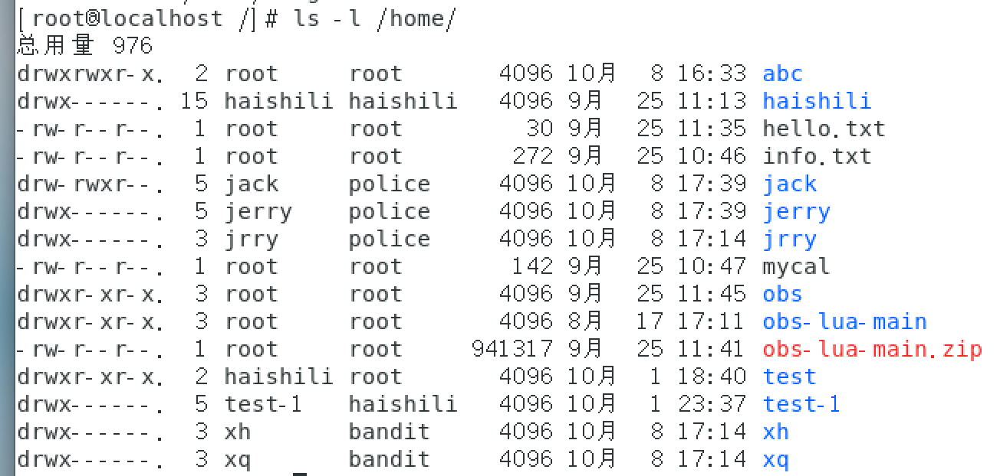 [root@localhost /]# ls -l /home/
总用量 976
drwxrwxr-x.  2 root     root       4096 10月  8 16:33 abc
drwx------. 15 haishili haishili   4096 9月  25 11:13 haishili
-rw-r--r--.  1 root     root         30 9月  25 11:35 hello.txt
-rw-r--r--.  1 root     root        272 9月  25 10:46 info.txt
drw-rwxr--.  5 jack     police     4096 10月  8 17:39 jack
drwx------.  5 jerry    police     4096 10月  8 17:39 jerry
drwx------.  3 jrry     police     4096 10月  8 17:14 jrry
-rw-r--r--.  1 root     root        142 9月  25 10:47 mycal
drwxr-xr-x.  3 root     root       4096 9月  25 11:45 obs
drwxr-xr-x.  3 root     root       4096 8月  17 17:11 obs-lua-main
-rw-r--r--.  1 root     root     941317 9月  25 11:41 obs-lua-main.zip
drwxr-xr-x.  2 haishili root       4096 10月  1 18:40 test
drwx------.  5 test-1   haishili   4096 10月  1 23:37 test-1
drwx------.  3 xh       bandit     4096 10月  8 17:14 xh
drwx------.  3 xq       bandit     4096 10月  8 17:14 xq